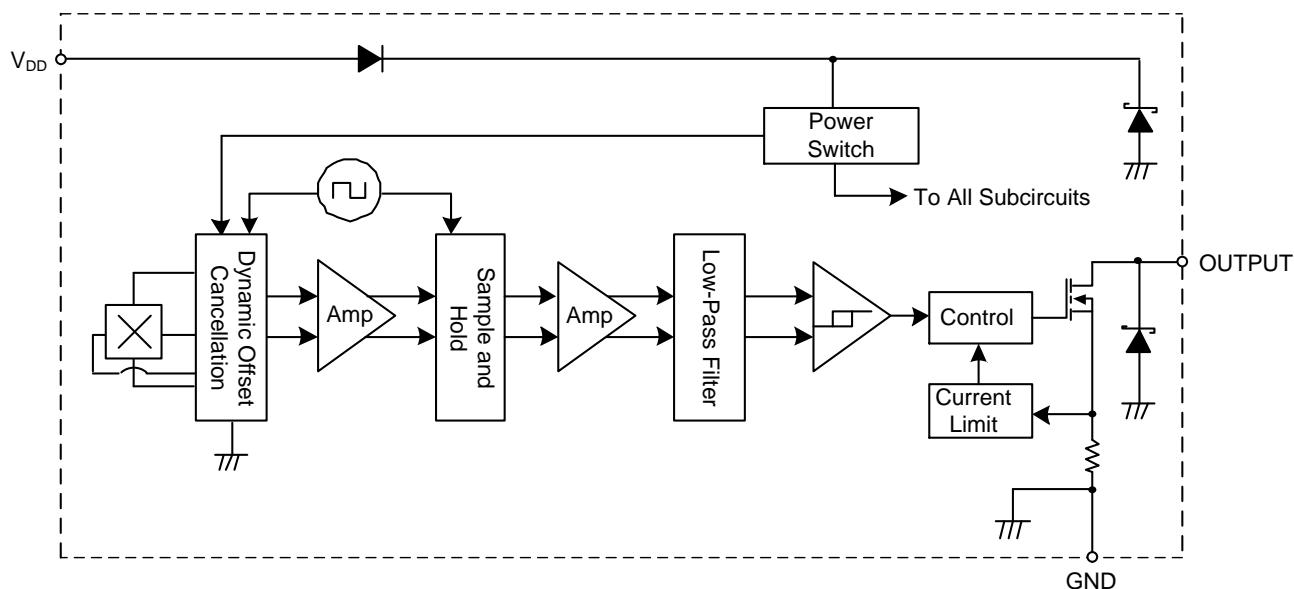 V_DD
Power
Switch
To All Subcircuits
Dynamic Offset
Cancellation
Amp
Sample and
Hold
Amp
Low-Pass Filter
Control
OUTPUT
Current
Limit
GND